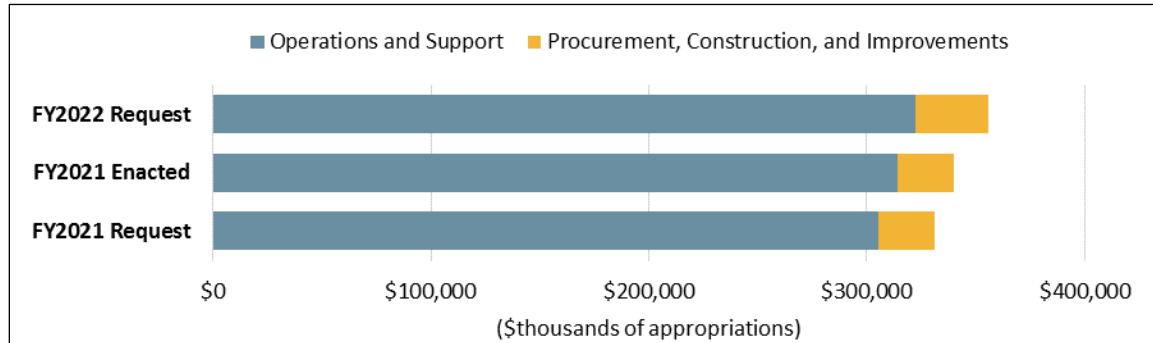 Operations and Support Procurement, Construction, and Improvements
FY2022 Request
FY2021 Enacted
FY2021 Request
$0 $100,000 $200,000 $300,000 $400,000
($thousands of appropriations)